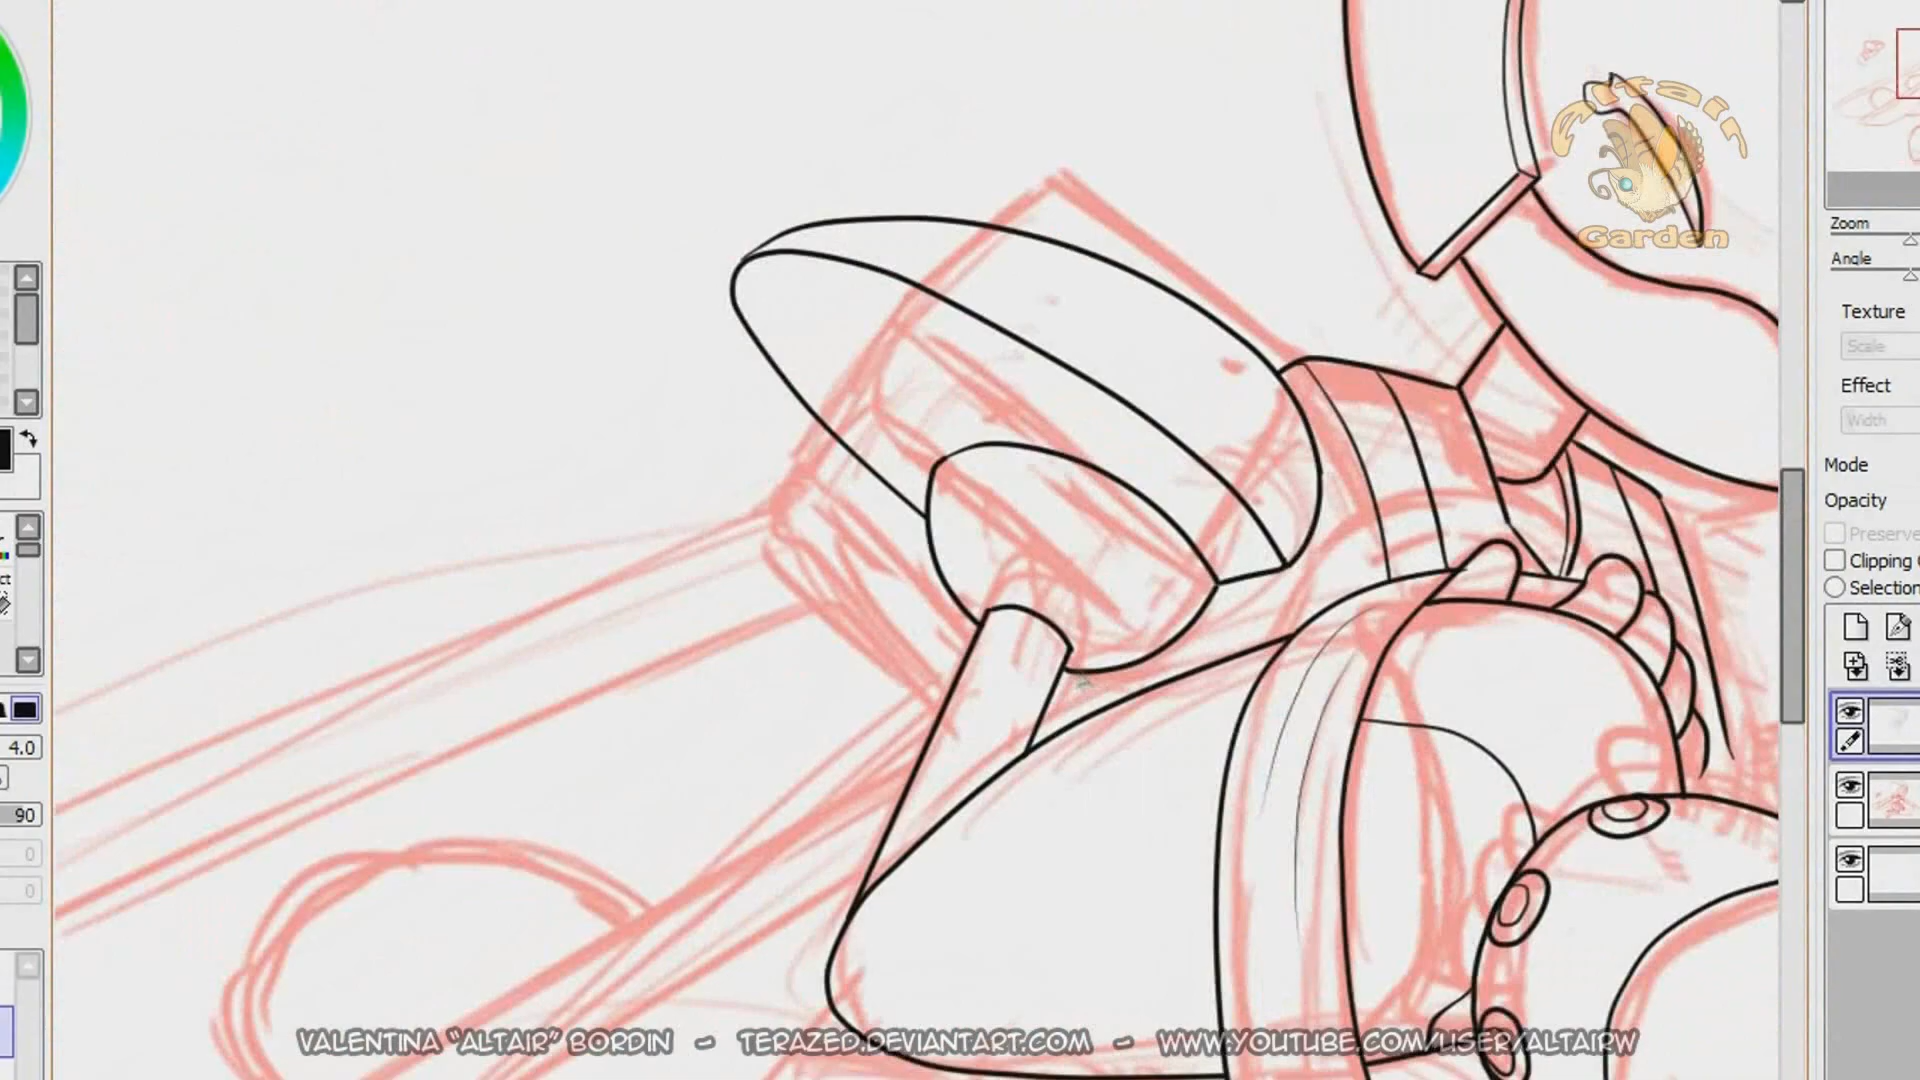 Altair
Garden
Zoom
Angle
Texture
Scale
Effect
Width
Mode
Opacity
Preserve
Clipping
Selection
ct
4.0
90
0
0
VALENTINA "ALTAIR" BORDIN - TERAZED.DEVIANTART.COM - WWW.YOUTUBE.COM/USER/ALTAIRW